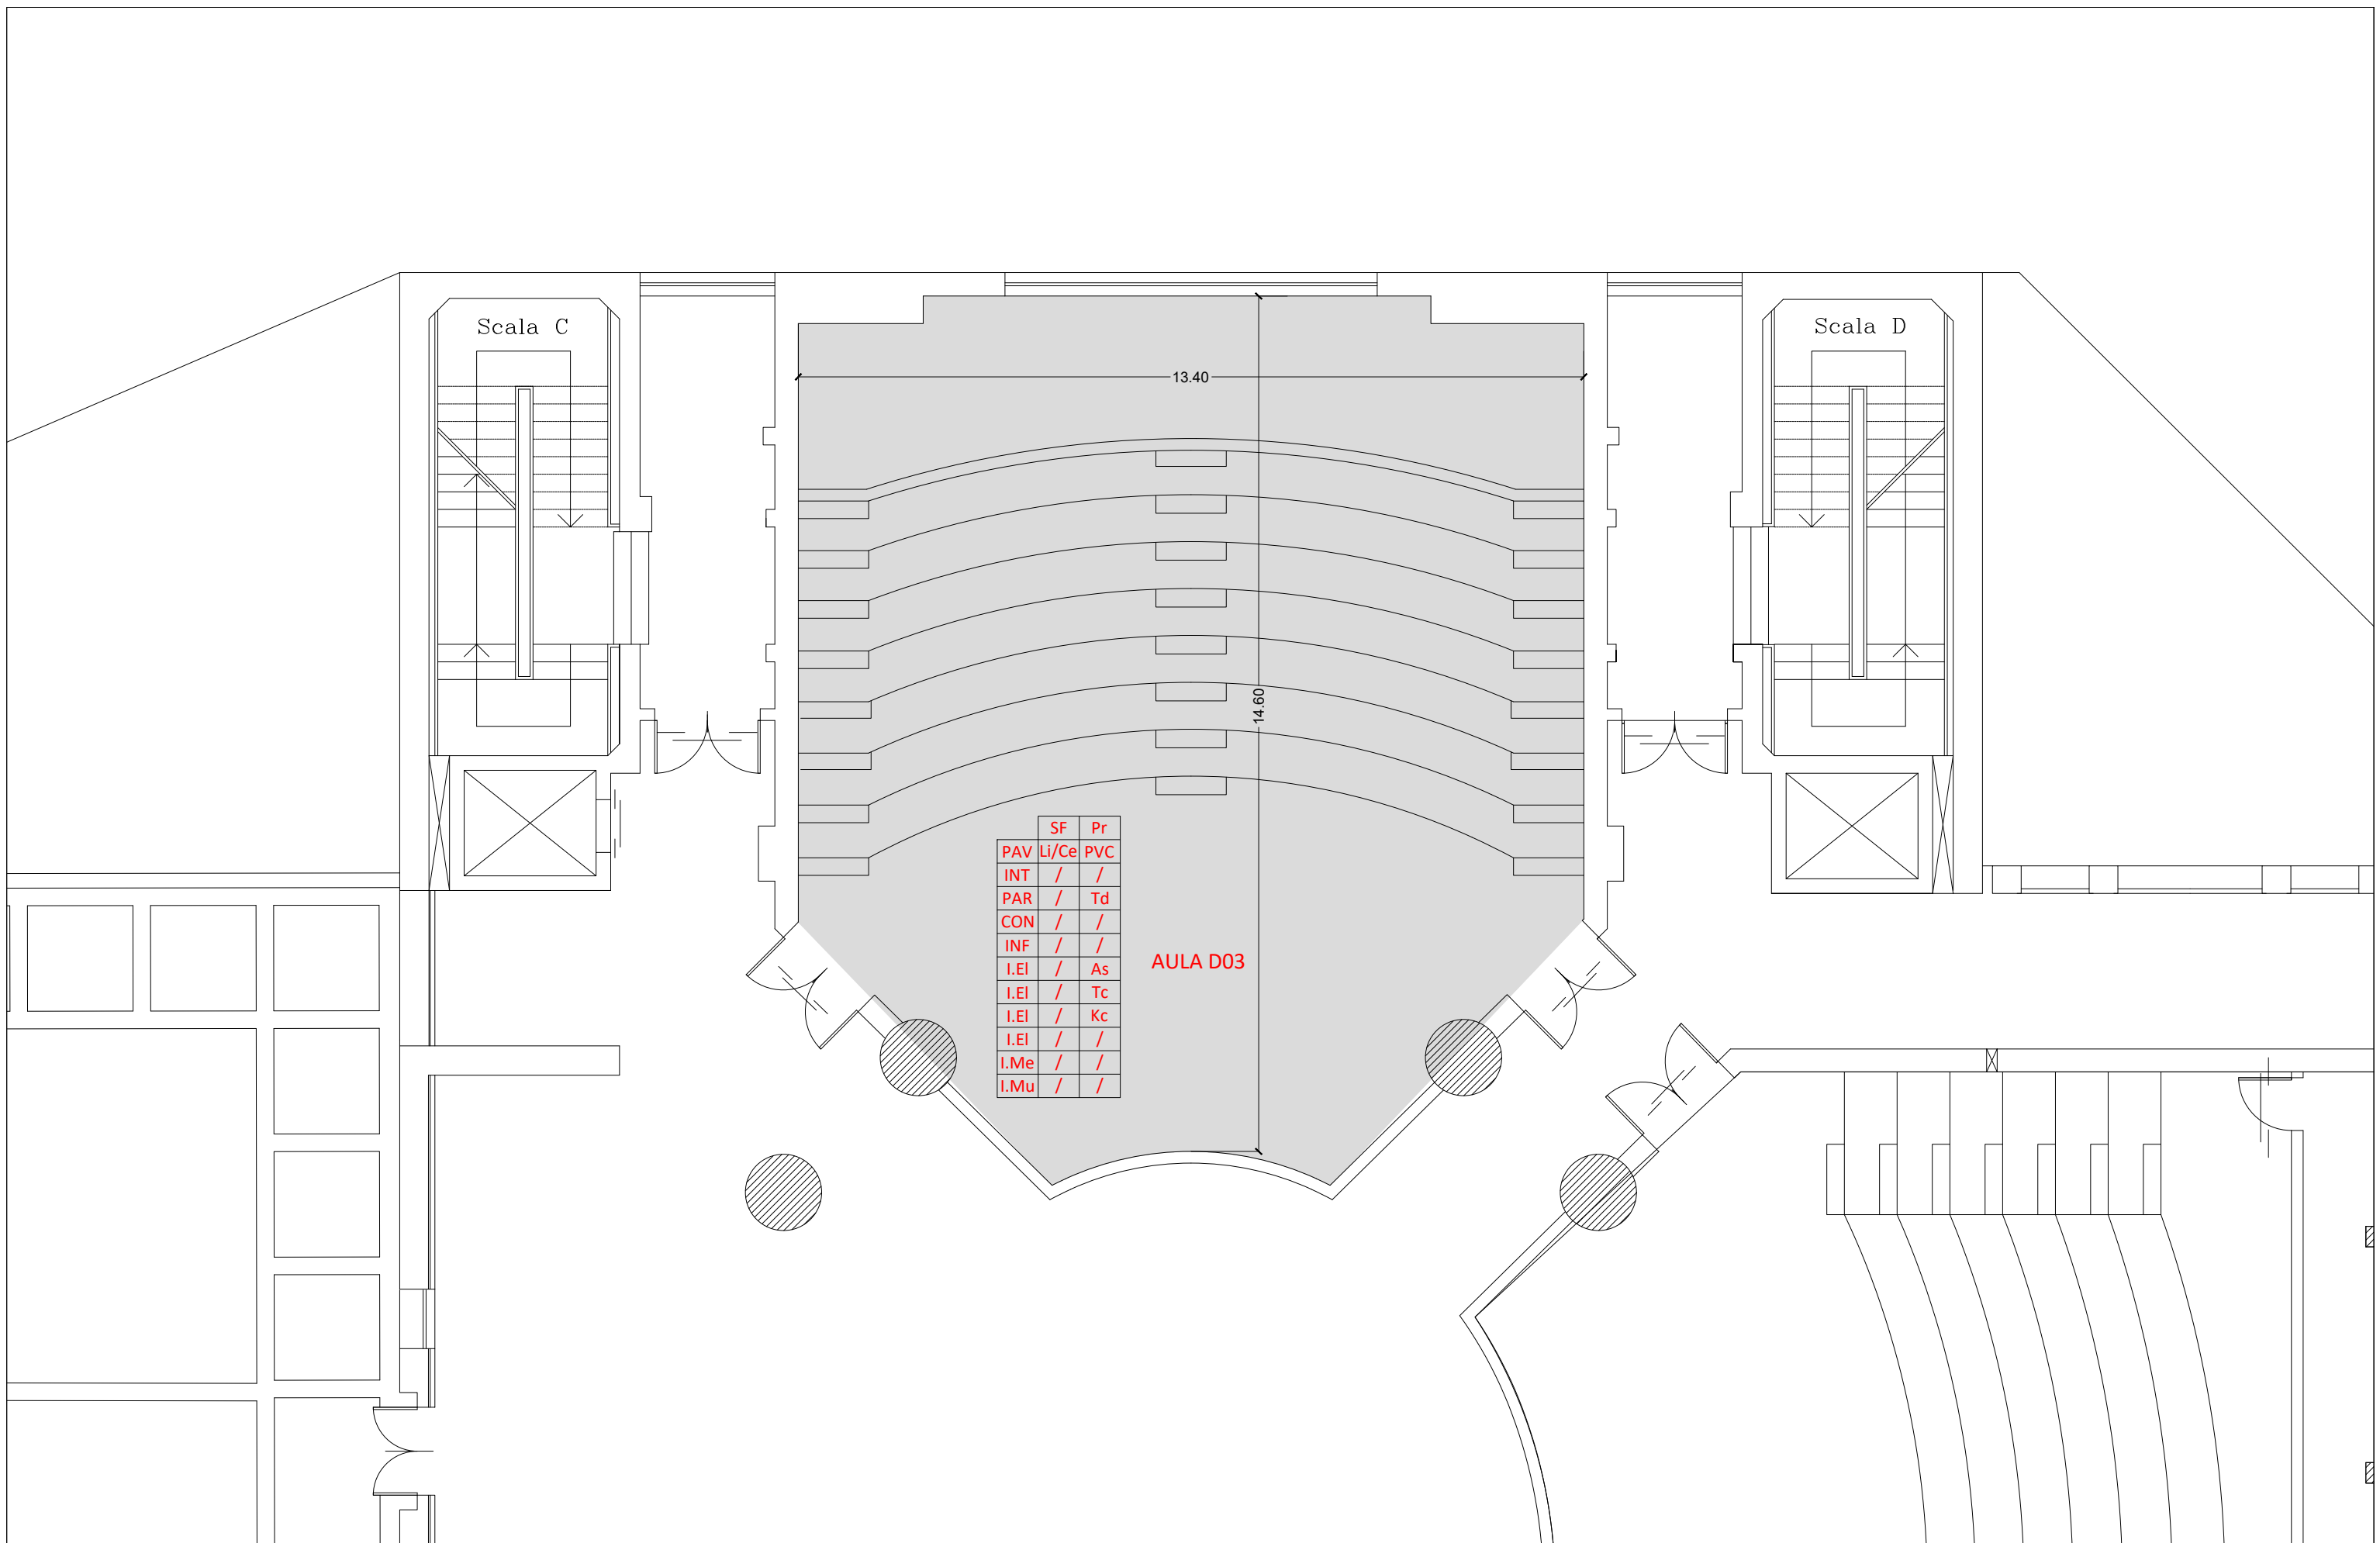 Scala C
Scala D
13.40
14.60
SF Pr
PAV Li/Ce PVC
INT / /
PAR / Td
CON / /
INF / /
I.El / As
I.El / Tc
I.El / Kc
I.El / /
I.Me / /
I.Mu / /
AULA D03